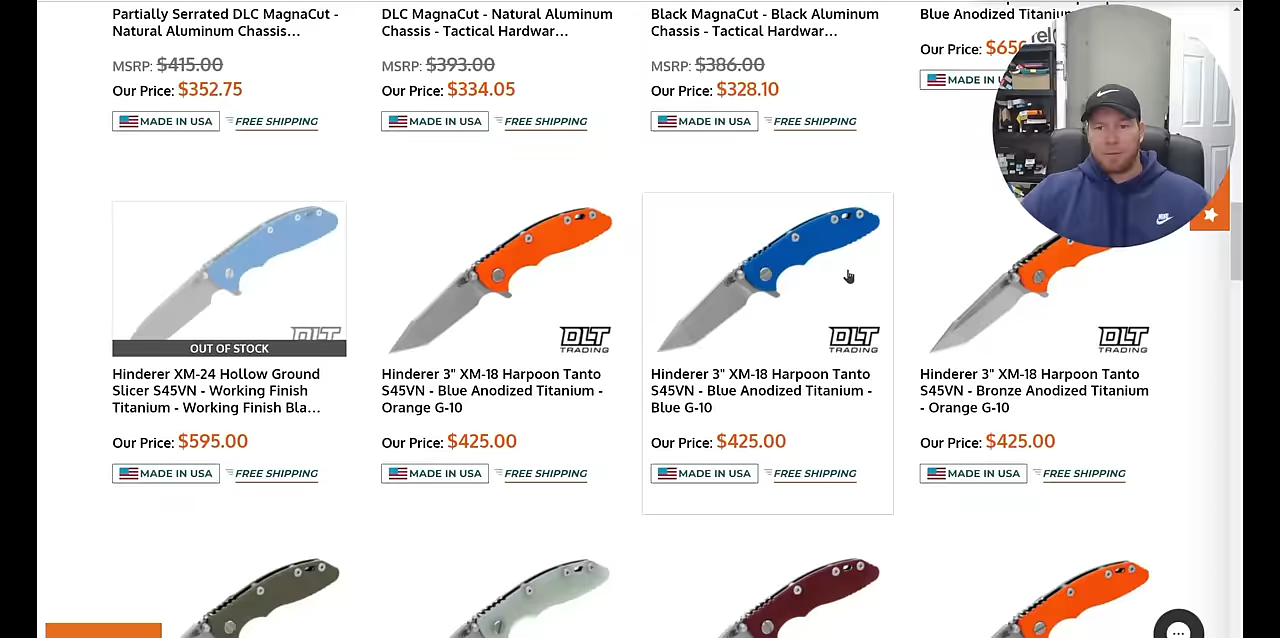 Partially Serrated DLC MagnaCut -
Natural Aluminum Chassis...
MSRP: $415.00
Our Price: $352.75
MADE IN USA FREE SHIPPING
DLC MagnaCut - Natural Aluminum
Chassis - Tactical Hardwar...
MSRP: $393.00
Our Price: $334.05
MADE IN USA FREE SHIPPING
Black MagnaCut - Black Aluminum
Chassis - Tactical Hardwar...
MSRP: $386.00
Our Price: $328.10
MADE IN USA FREE SHIPPING
Blue Anodized
Our Price:
MADE IN
OUT OF STOCK
DLT
Hinderer XM-24 Hollow Ground
Slicer S45VN - Working Finish
Titanium - Working Finish Bla...
Our Price: $595.00
MADE IN USA FREE SHIPPING
DLT
TRADING
Hinderer 3" XM-18 Harpoon Tanto
S45VN - Blue Anodized Titanium -
Orange G-10
Our Price: $425.00
MADE IN USA FREE SHIPPING
DLT
TRADING
Hinderer 3" XM-18 Harpoon Tanto
S45VN - Blue Anodized Titanium -
Blue G-10
Our Price: $425.00
MADE IN USA FREE SHIPPING
DLT
TRADING
Hinderer 3" XM-18 Harpoon Tanto
S45VN - Bronze Anodized Titanium
- Orange G-10
Our Price: $425.00
MADE IN USA FREE SHIPPING